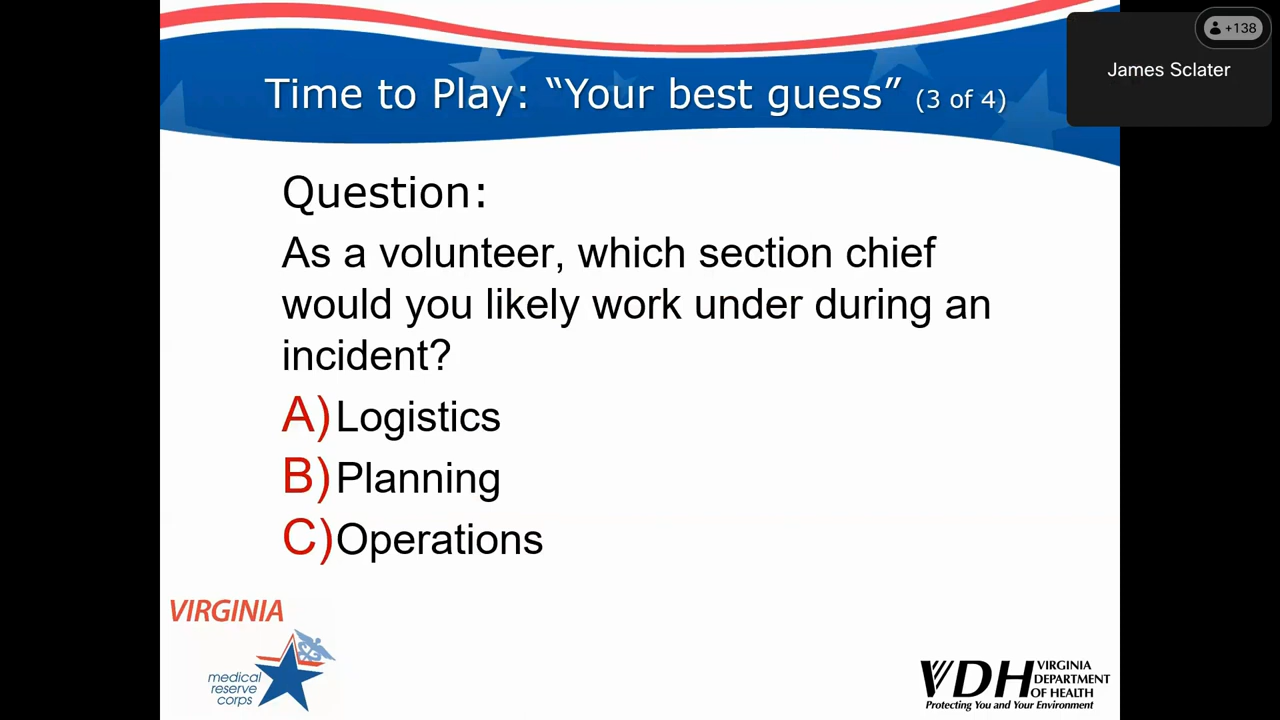 Time to Play: “Your best guess” (3 of 4)
+138
James Sclater
Question:
As a volunteer, which section chief
would you likely work under during an
incident?
A) Logistics
B) Planning
C) Operations
VIRGINIA
medical
reserve
corps
VDH
VIRGINIA
DEPARTMENT
OF HEALTH
Protecting You and Your Environment